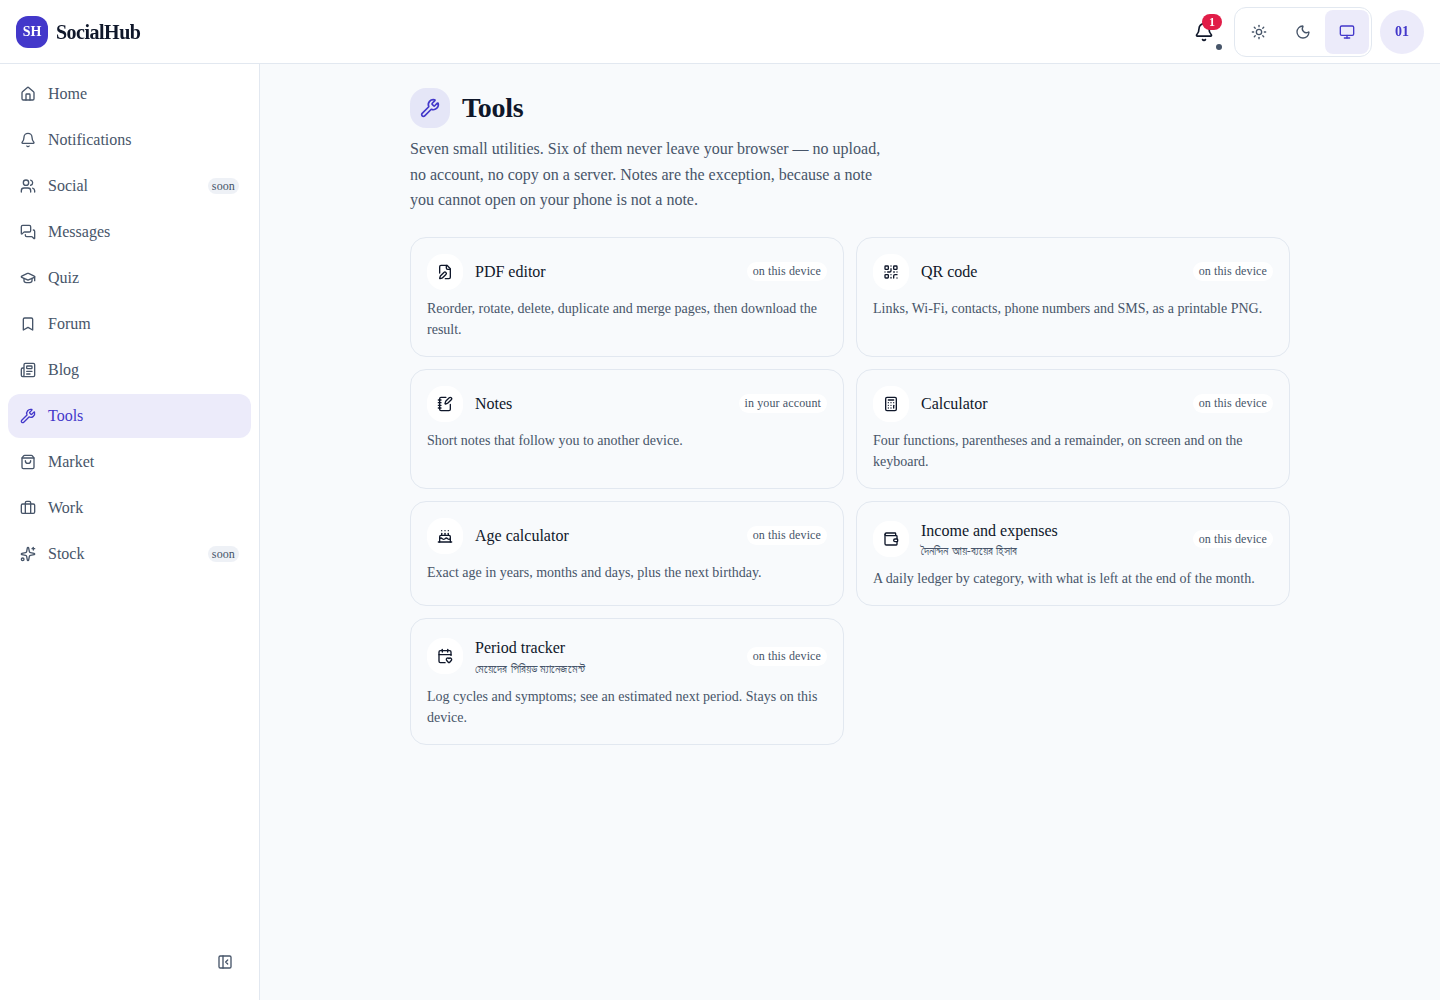 SH SocialHub
1
01
Home
Notifications
Social soon
Messages
Quiz
Forum
Blog
Tools
Market
Work
Stock soon
Tools
Seven small utilities. Six of them never leave your browser — no upload,
no account, no copy on a server. Notes are the exception, because a note
you cannot open on your phone is not a note.
PDF editor on this device
Reorder, rotate, delete, duplicate and merge pages, then download the
result.
QR code on this device
Links, Wi-Fi, contacts, phone numbers and SMS, as a printable PNG.
Notes in your account
Short notes that follow you to another device.
Calculator on this device
Four functions, parentheses and a remainder, on screen and on the
keyboard.
Age calculator on this device
Exact age in years, months and days, plus the next birthday.
Income and expenses on this device
দৈনন্দিন আয়-ব্যয়ের হিসাব
A daily ledger by category, with what is left at the end of the month.
Period tracker on this device
মেয়েদের পিরিয়ড ম্যানেজমেন্ট
Log cycles and symptoms; see an estimated next period. Stays on this
device.